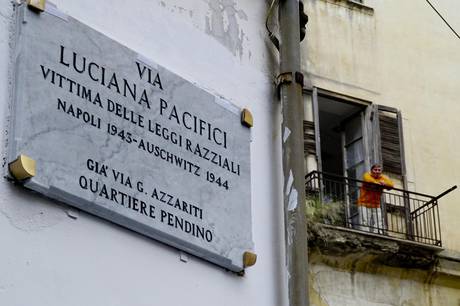 VIA
LUCIANA PACIFICI
VITTIMA DELLE LEGGI RAZZIALI
NAPOLI 1943-AUSCHWITZ 1944
GIÀ VIA G. AZZARITI
QUARTIERE PENDINO